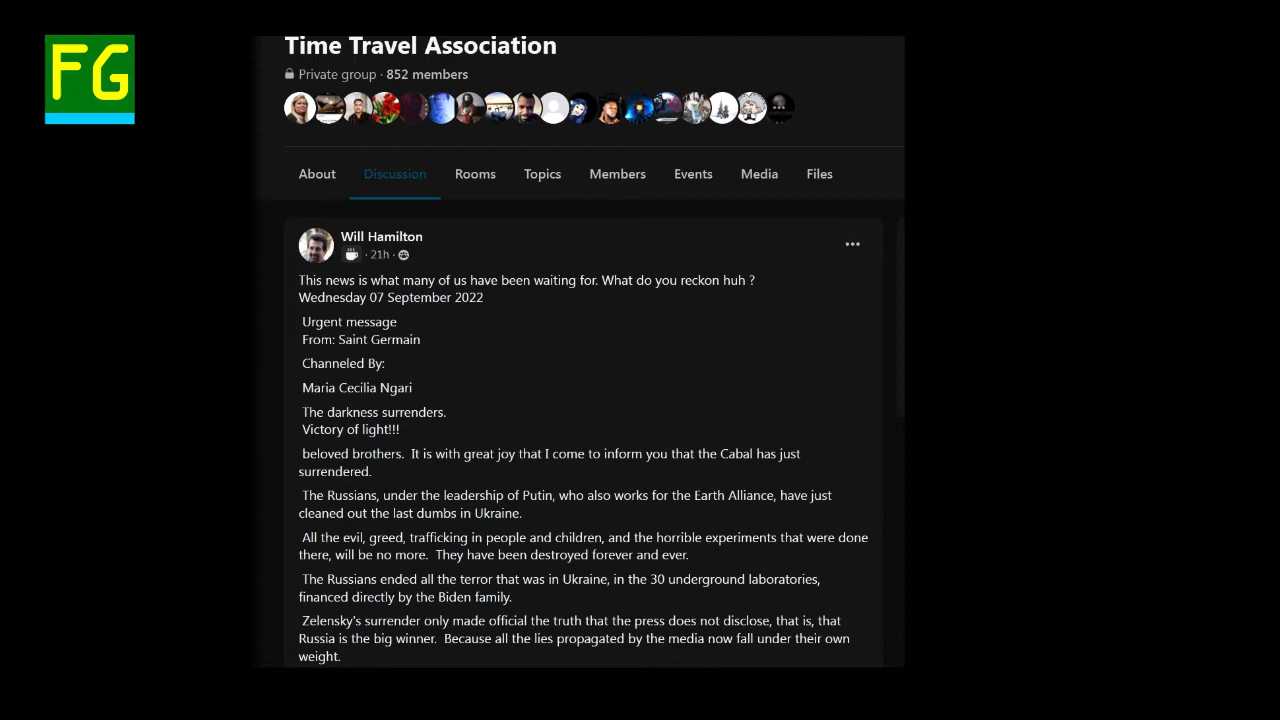 FG
Time Travel Association
Private group · 852 members
About Discussion Rooms Topics Members Events Media Files
Will Hamilton
· 21h ·
This news is what many of us have been waiting for. What do you reckon huh ?
Wednesday 07 September 2022
Urgent message
From: Saint Germain
Channeled By:
Maria Cecilia Ngari
The darkness surrenders.
Victory of light!!!
beloved brothers. It is with great joy that I come to inform you that the Cabal has just
surrendered.
The Russians, under the leadership of Putin, who also works for the Earth Alliance, have just
cleaned out the last dumbs in Ukraine.
All the evil, greed, trafficking in people and children, and the horrible experiments that were done
there, will be no more. They have been destroyed forever and ever.
The Russians ended all the terror that was in Ukraine, in the 30 underground laboratories,
financed directly by the Biden family.
Zelensky's surrender only made official the truth that the press does not disclose, that is, that
Russia is the big winner. Because all the lies propagated by the media now fall under their own
weight.